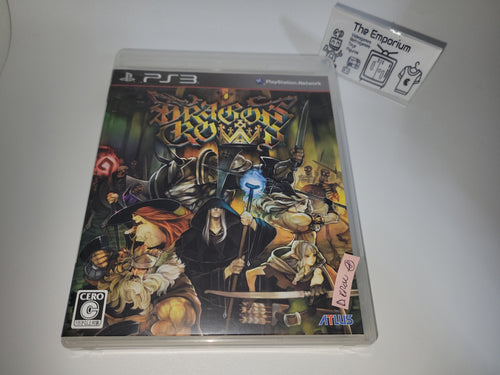 The Emporium
PS3
PlayStation Network
DRAGON'S
CROWN
CERO
C
ATLUS